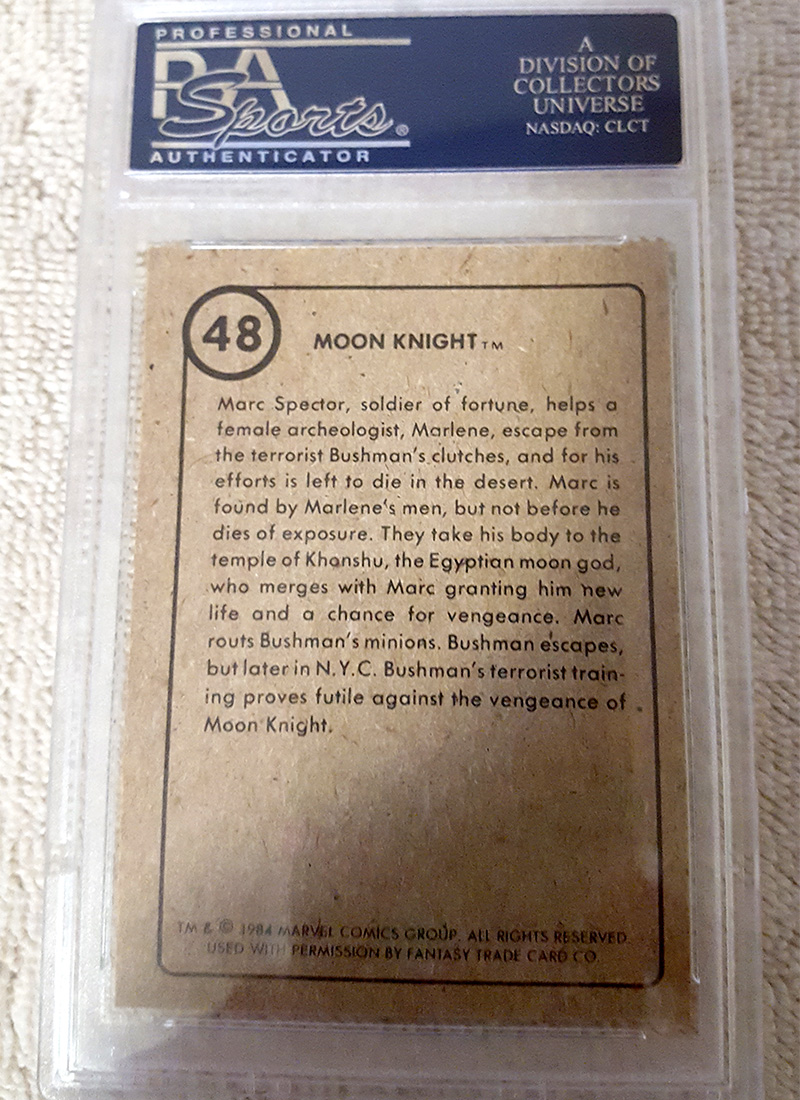 PROFESSIONAL
PSA
Sports®
AUTHENTICATOR
A
DIVISION OF
COLLECTORS
UNIVERSE
NASDAQ: CLCT
48
MOON KNIGHT™
Marc Spector, soldier of fortune, helps a
female archeologist, Marlene, escape from
the terrorist Bushman's clutches, and for his
efforts is left to die in the desert. Marc is
found by Marlene's men, but not before he
dies of exposure. They take his body to the
temple of Khonshu, the Egyptian moon god,
who merges with Marc granting him new
life and a chance for vengeance. Marc
routs Bushman's minions. Bushman escapes,
but later in N.Y.C. Bushman's terrorist train-
ing proves futile against the vengeance of
Moon Knight.
TM & © 1984 MARVEL COMICS GROUP. ALL RIGHTS RESERVED.
USED WITH PERMISSION BY FANTASY TRADE CARD CO.